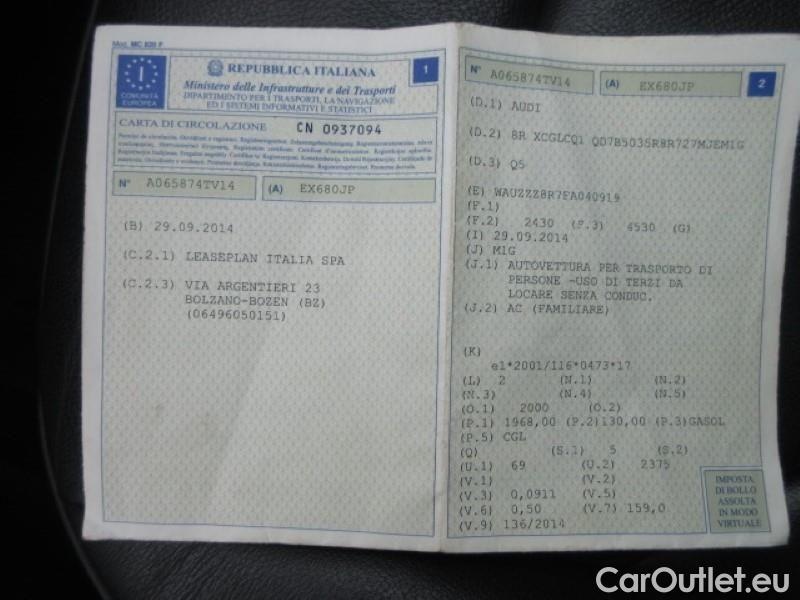 Mod. MC 820 F
I
COMUNITÀ
EUROPEA
REPUBBLICA ITALIANA
Ministero delle Infrastrutture e dei Trasporti
DIPARTIMENTO PER I TRASPORTI, LA NAVIGAZIONE
ED I SISTEMI INFORMATIVI E STATISTICI
1
CARTA DI CIRCOLAZIONE CN 0937094
N° A065874TV14 (A) EX680JP
(B) 29.09.2014
(C.2.1) LEASEPLAN ITALIA SPA
(C.2.3) VIA ARGENTIERI 23
BOLZANO-BOZEN (BZ)
(06496050151)
N° A065874TV14 (A) EX680JP
2
(D.1) AUDI
(D.2) 8R XCGLCQ1 QD7B5035R8R727MJEM1G
(D.3) Q5
(E) WAUZZZ8R7FA040919
(F.1)
(F.2) 2430 (F.3) 4530 (G)
(I) 29.09.2014
(J) M1G
(J.1) AUTOVETTURA PER TRASPORTO DI
PERSONE -USO DI TERZI DA
LOCARE SENZA CONDUC.
(J.2) AC (FAMILIARE)
(K)
e1*2001/116*0473*17
(L) 2 (N.1) (N.2)
(N.3) (N.4) (N.5)
(O.1) 2000 (O.2)
(P.1) 1968,00 (P.2)130,00 (P.3)GASOL
(P.5) CGL
(Q) (S.1) 5 (S.2)
(U.1) 69 (U.2) 2375
(V.1) (V.2)
(V.3) 0,0911 (V.5)
(V.6) 0,50 (V.7) 159,0
(V.9) 136/2014
IMPOSTA
DI BOLLO
ASSOLTA
IN MODO
VIRTUALE
CarOutlet.eu